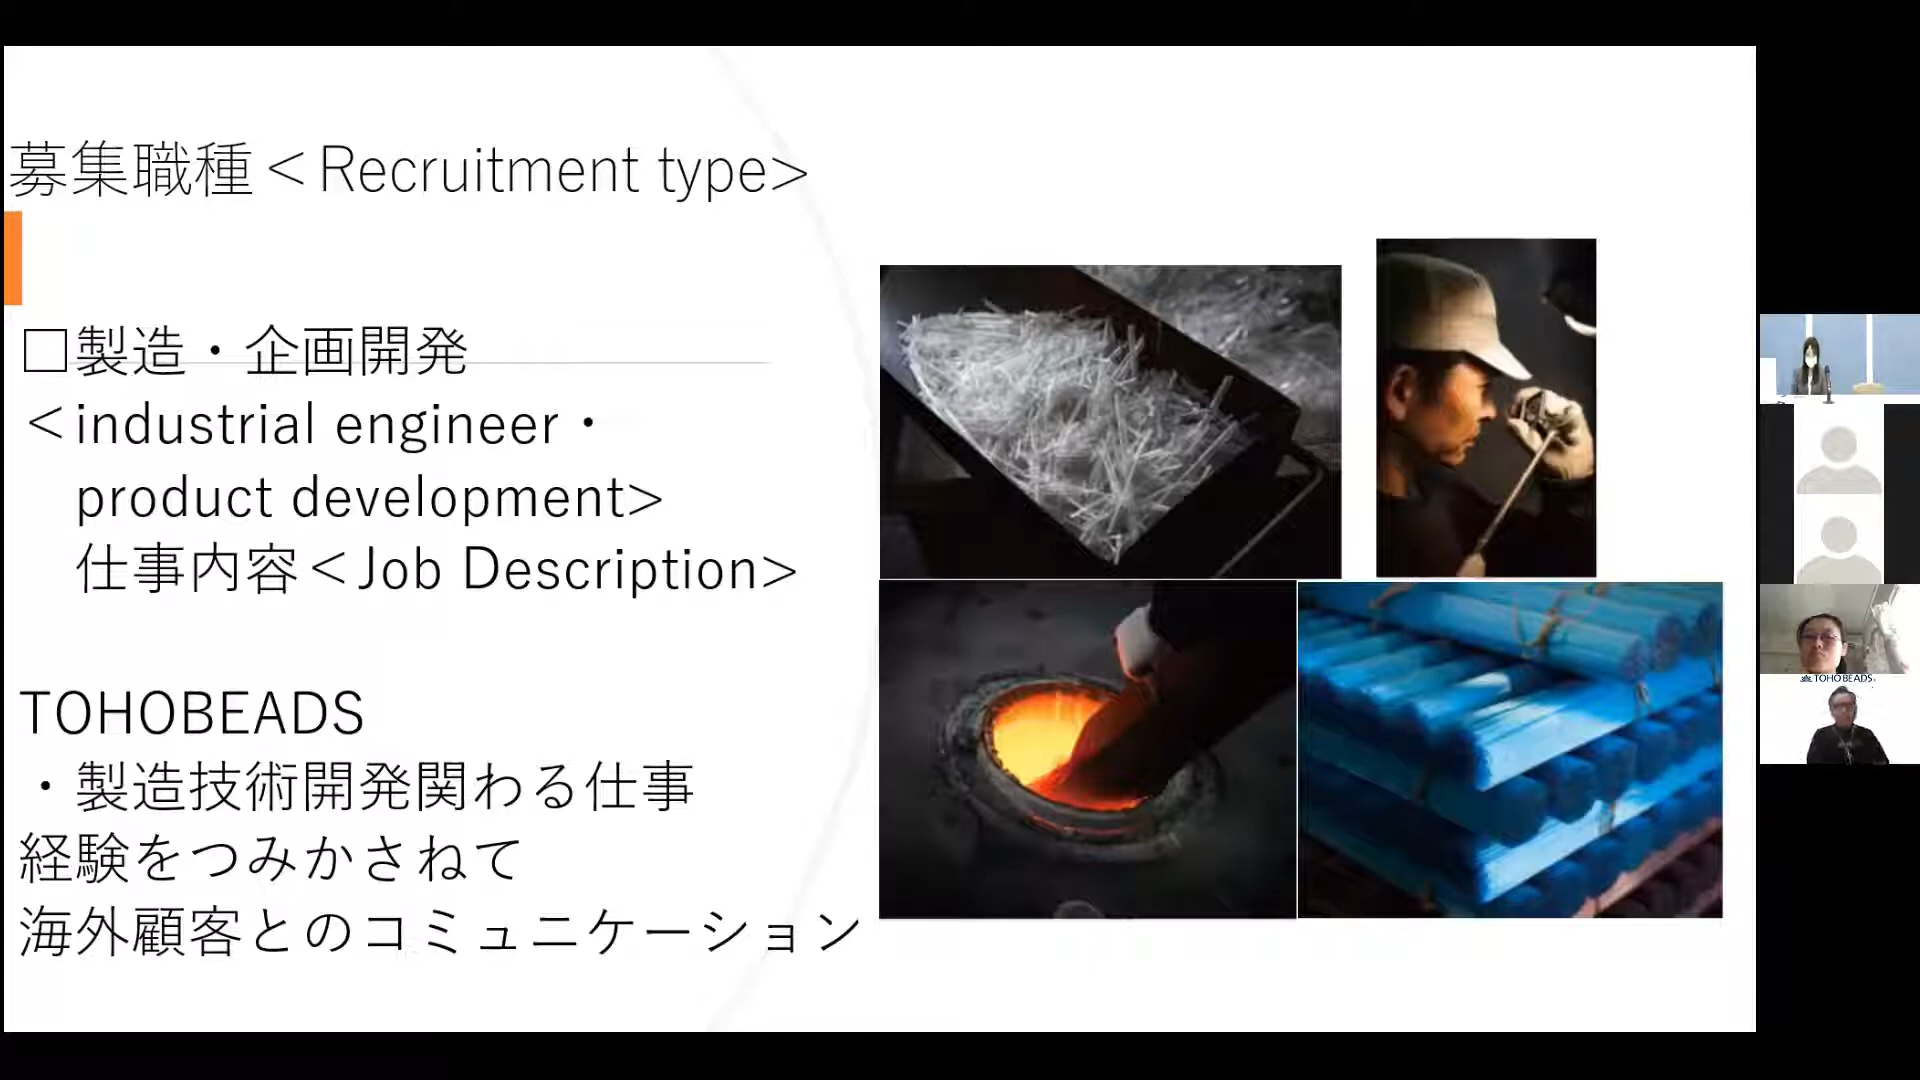 募集職種＜Recruitment type>
□製造・企画開発
＜industrial engineer・
product development>
仕事内容＜Job Description>
TOHOBEADS
・製造技術開発関わる仕事
経験をつみかさねて
海外顧客とのコミュニケーション
TOHO BEADS